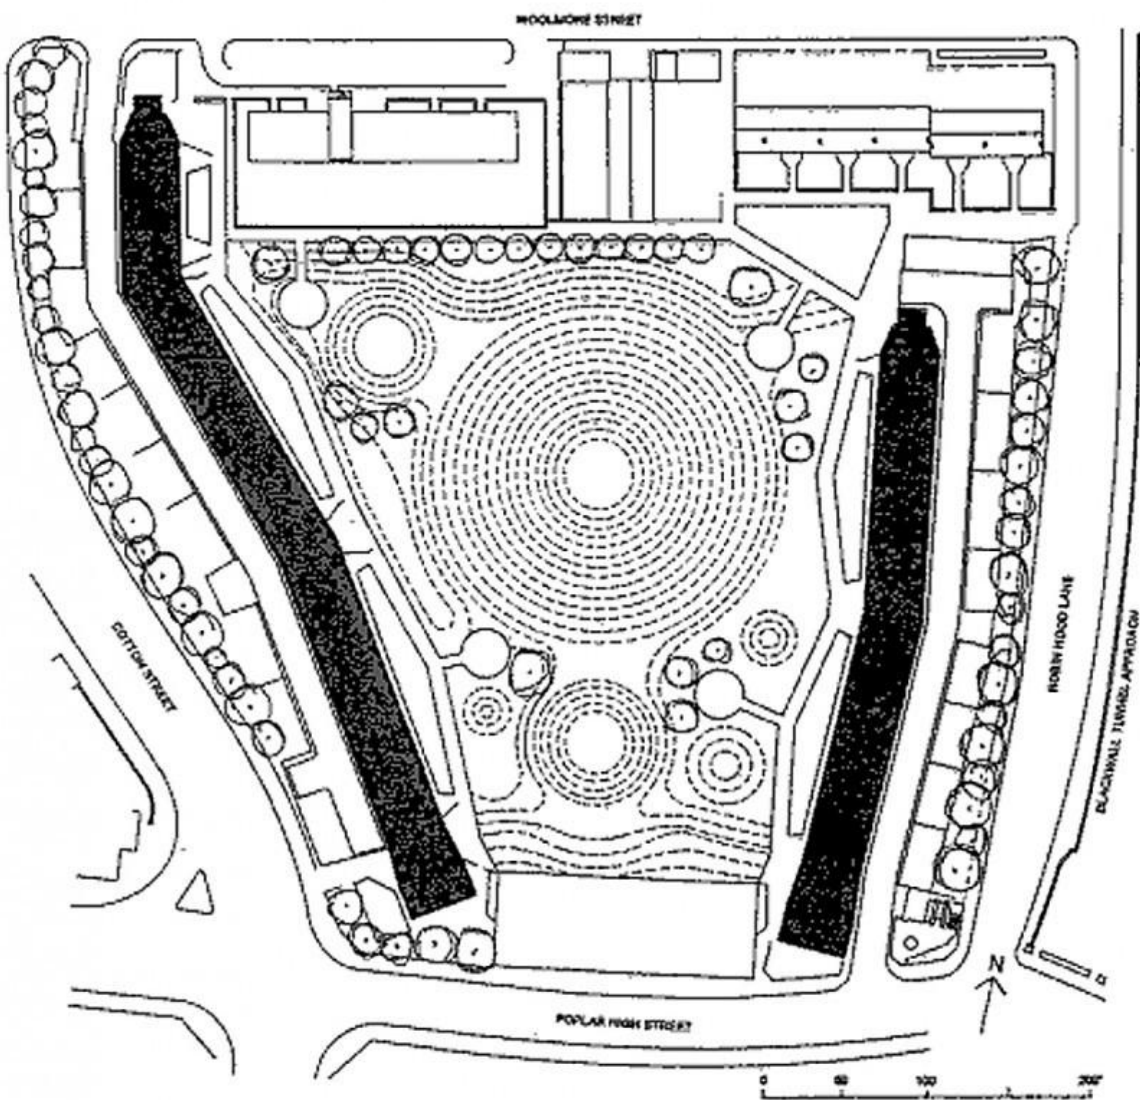 WOOLMORE STREET
COTTON STREET
ROBIN HOOD LANE
BLACKWALL TUNNEL APPROACH
N
POPLAR HIGH STREET
0 50 100 200'